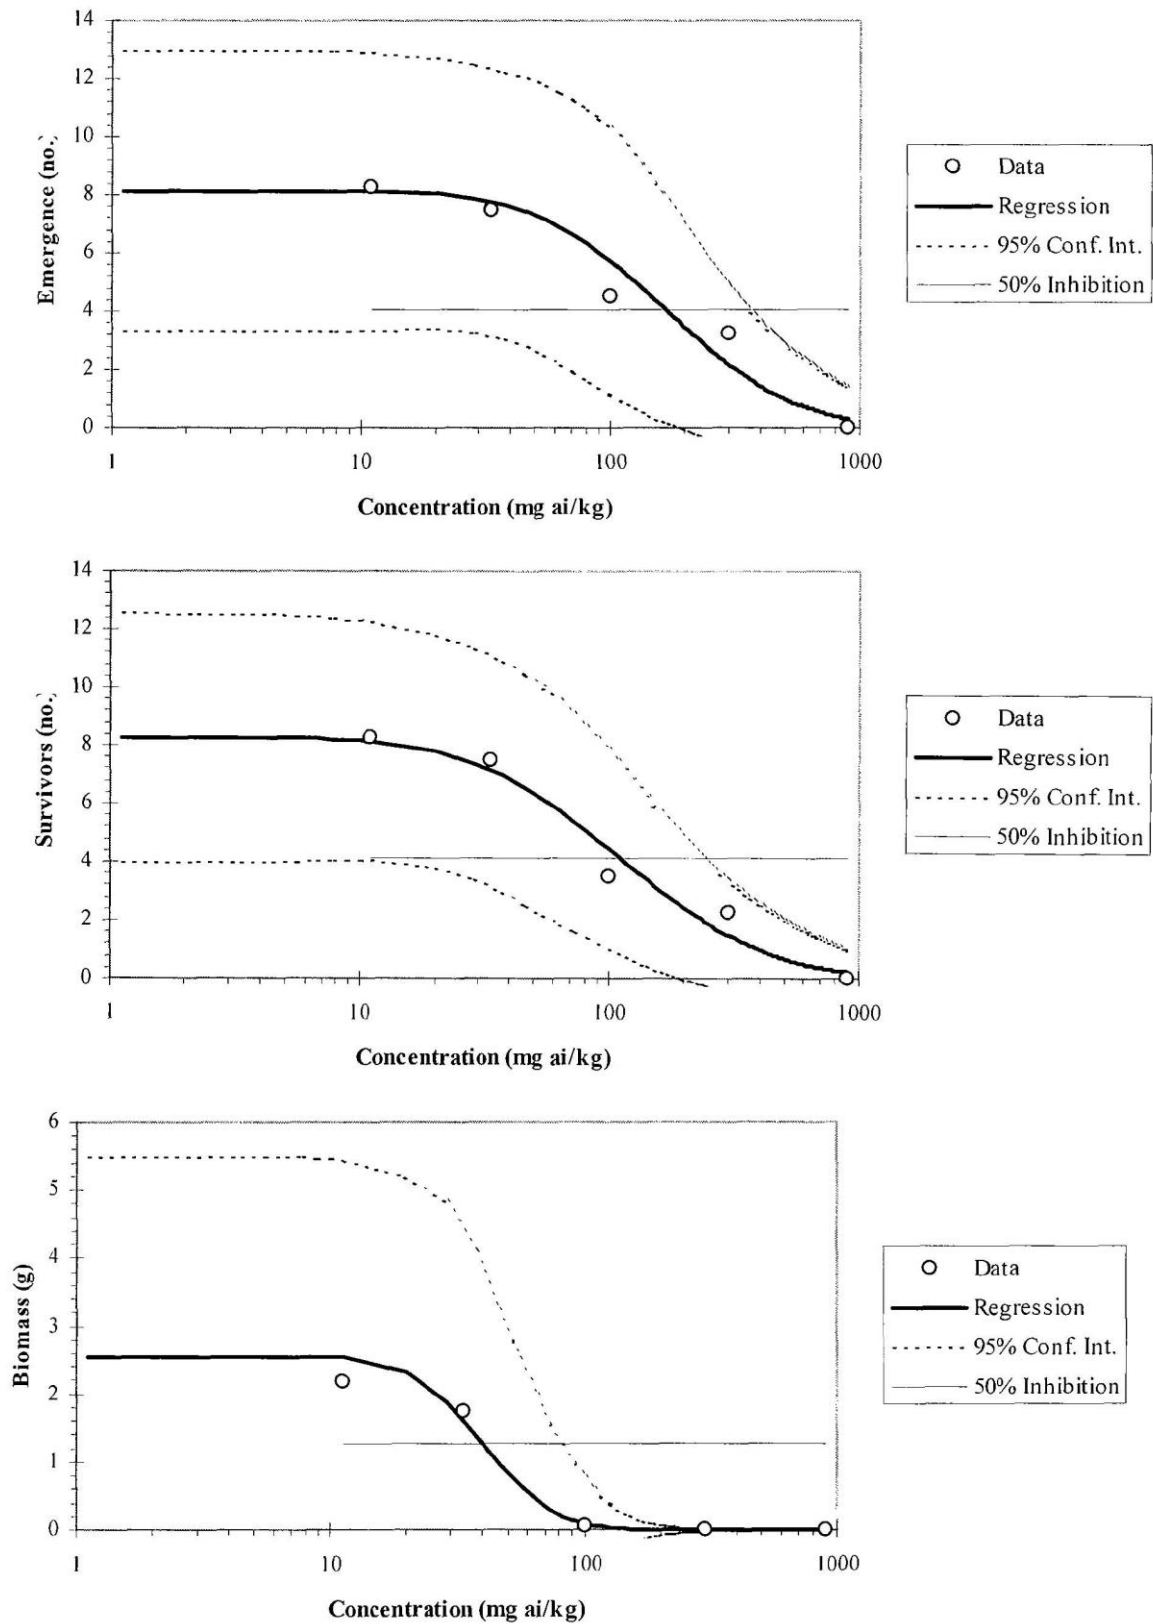 14
12
10
8
6
4
2
0
Emergence (no.)
1 10 100 1000
Concentration (mg ai/kg)
Data
Regression
95% Conf. Int.
50% Inhibition
14
12
10
8
6
4
2
0
Survivors (no.)
1 10 100 1000
Concentration (mg ai/kg)
Data
Regression
95% Conf. Int.
50% Inhibition
6
5
4
3
2
1
0
Biomass (g)
1 10 100 1000
Concentration (mg ai/kg)
Data
Regression
95% Conf. Int.
50% Inhibition